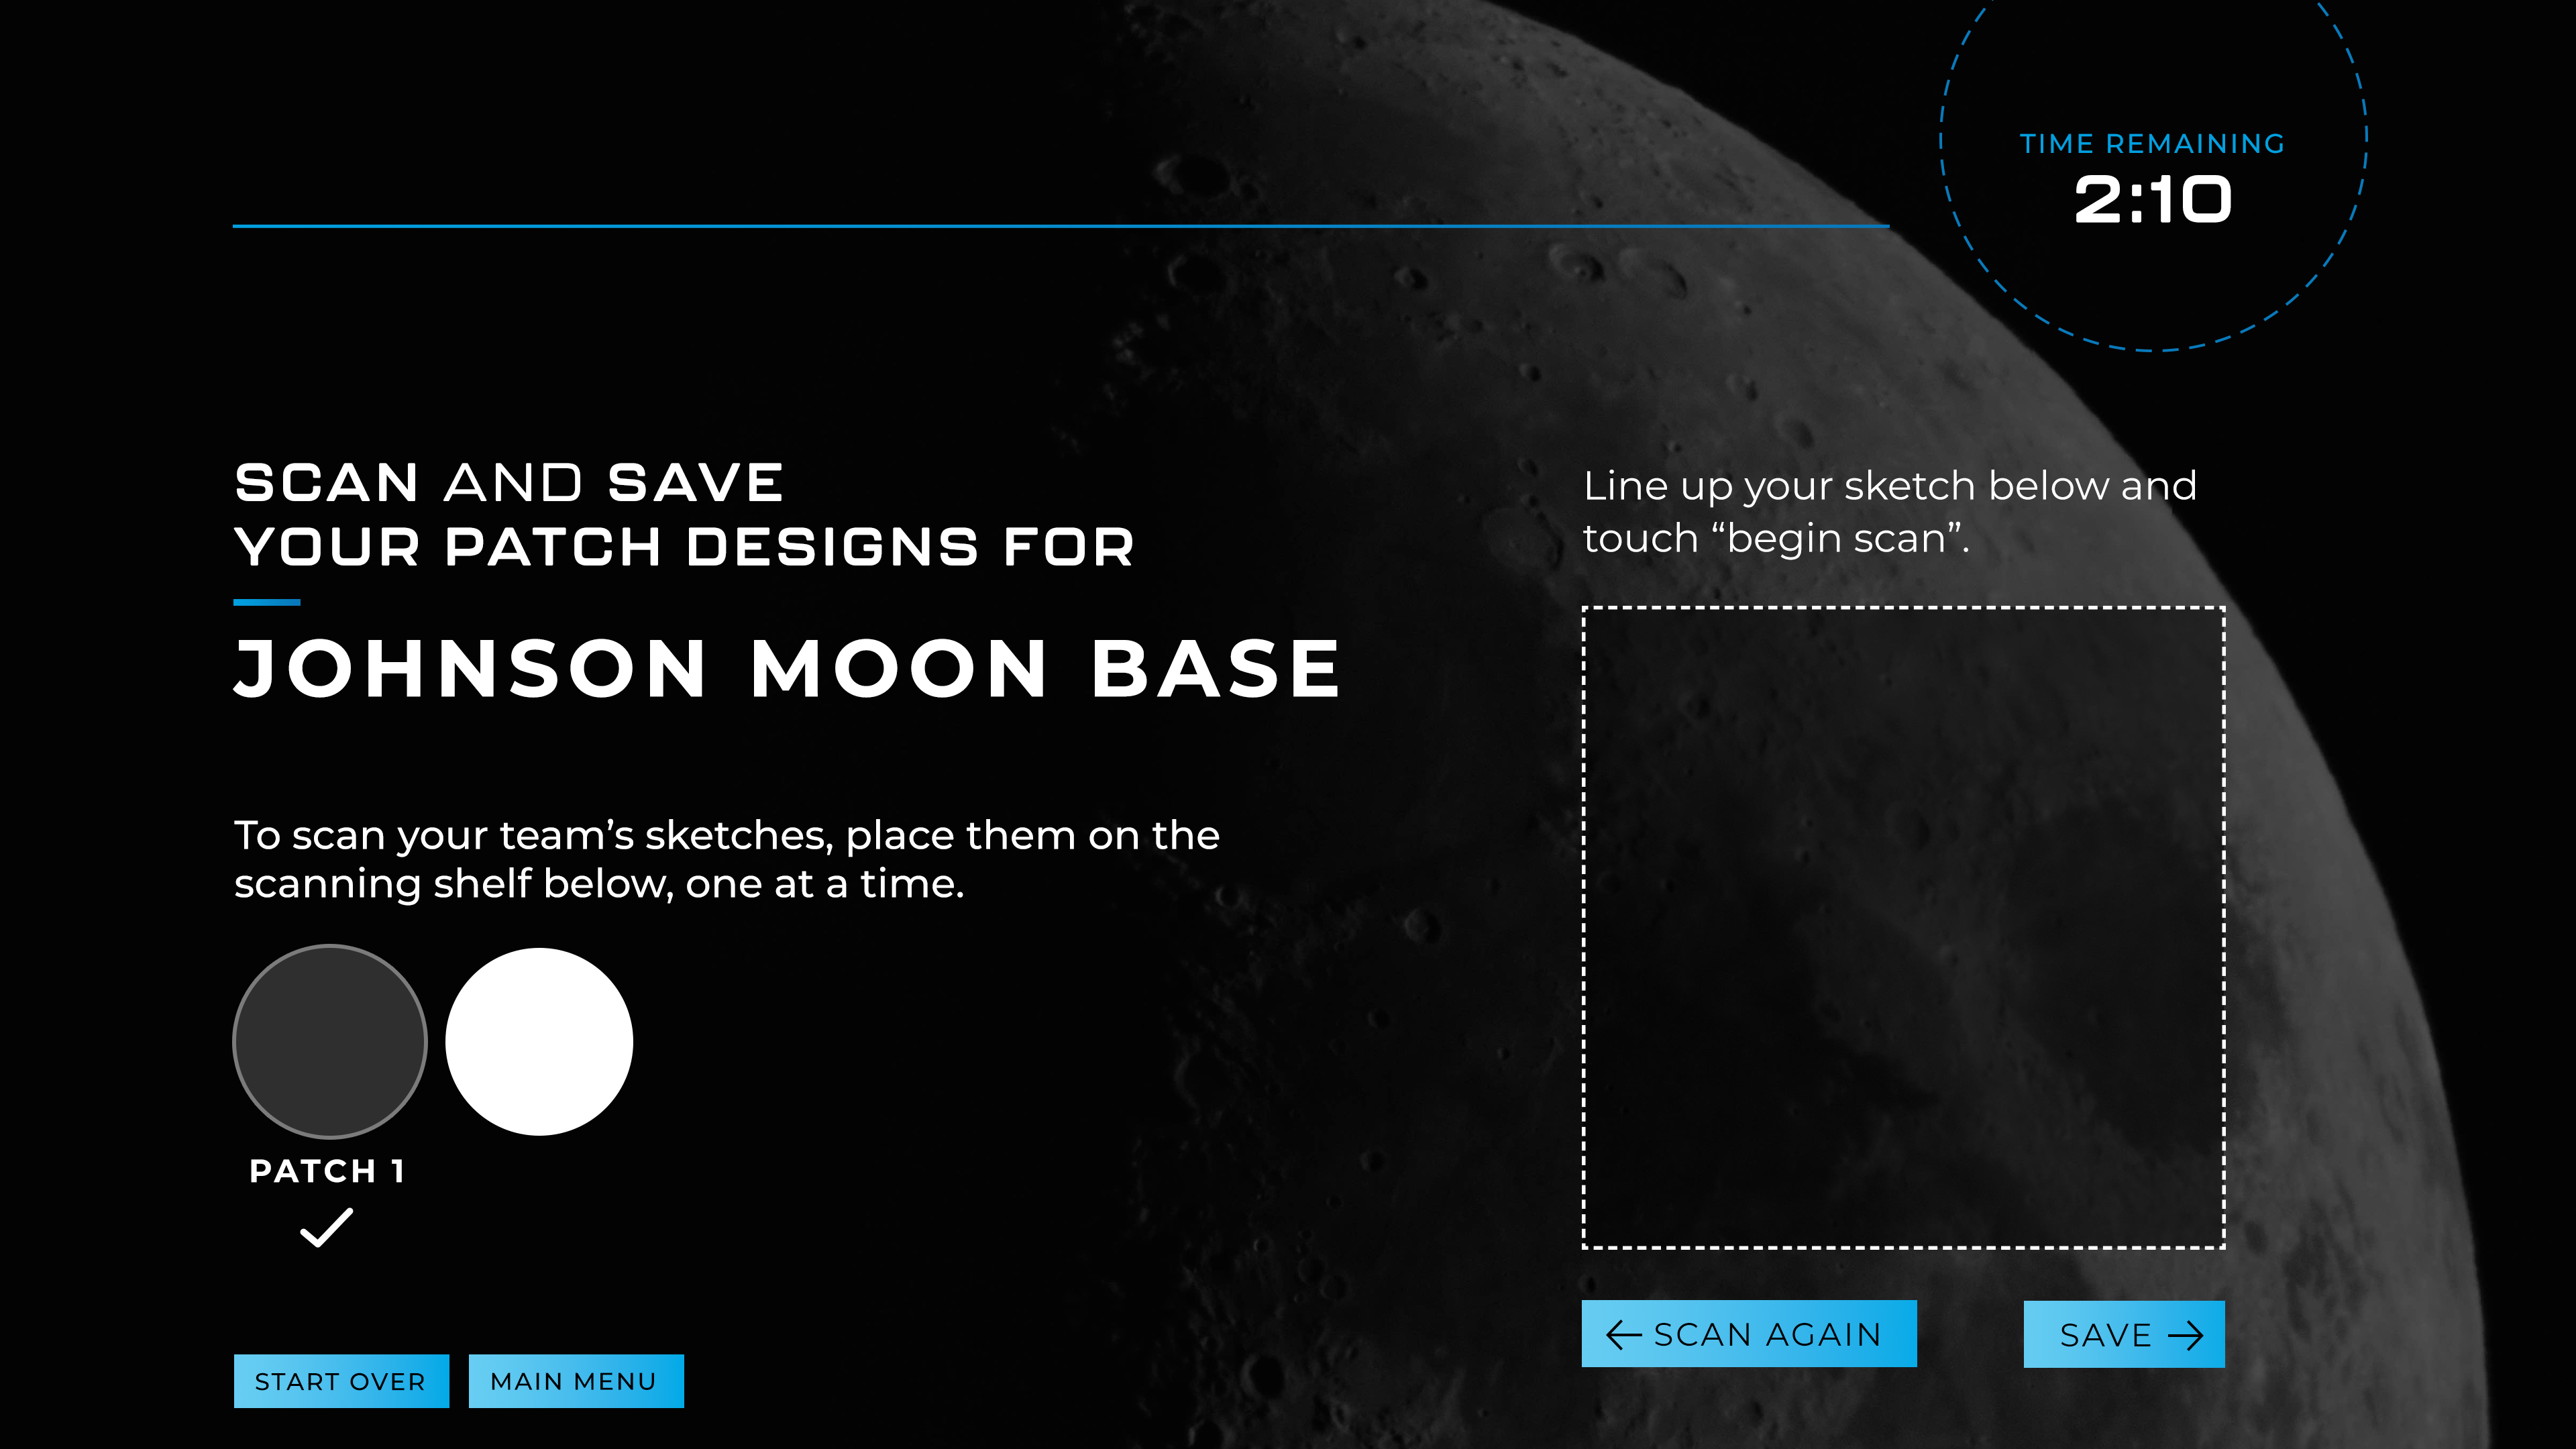 TIME REMAINING
2:10
SCAN AND SAVE
YOUR PATCH DESIGNS FOR
JOHNSON MOON BASE
To scan your team’s sketches, place them on the
scanning shelf below, one at a time.
PATCH 1
START OVER
MAIN MENU
Line up your sketch below and
touch “begin scan”.
SCAN AGAIN
SAVE